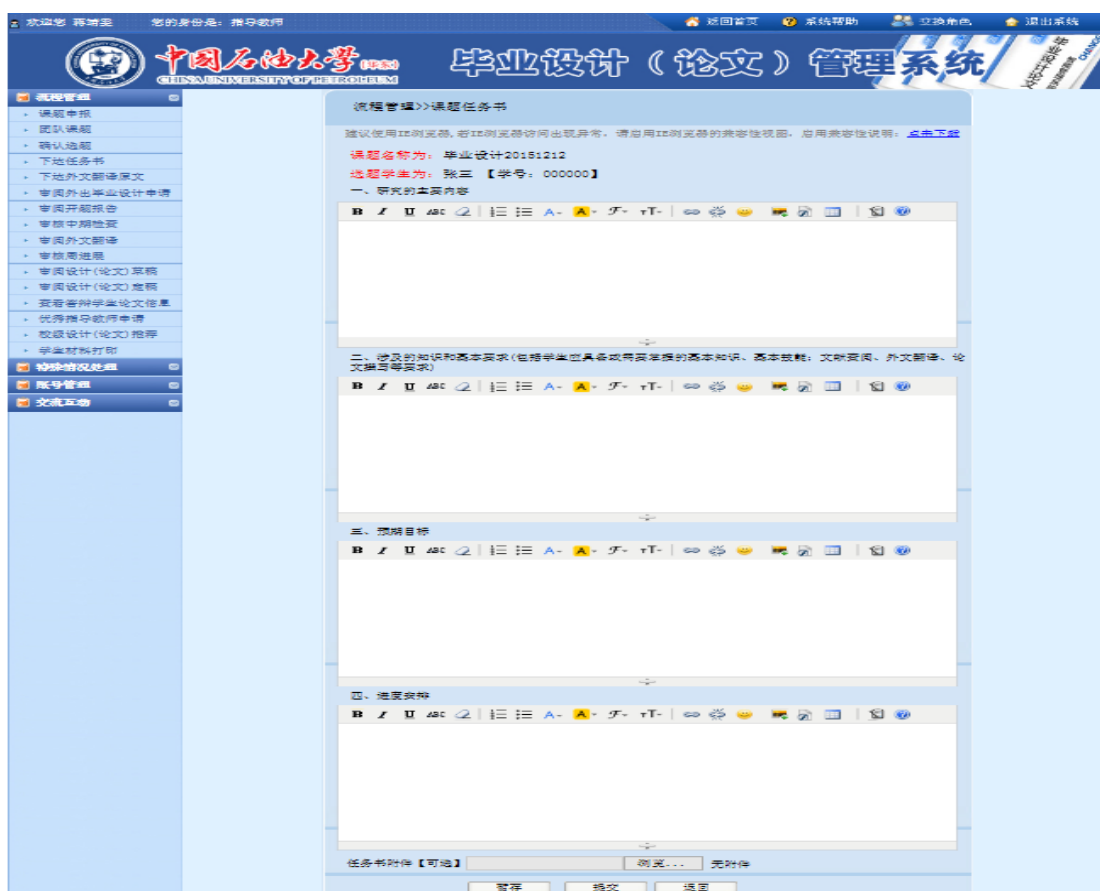 欢迎您 蒋靖雯 您的身份是：指导教师 返回首页 系统帮助 交换角色 退出系统
中国石油大学(华东)
CHINA UNIVERSITY OF PETROLEUM
毕业设计（论文）管理系统
流程管理
课题申报
团队课题
确认选题
下达任务书
下达外文翻译原文
审阅外出毕业设计申请
审阅开题报告
审核中期检查
审阅外文翻译
审核周进展
审阅设计(论文)草稿
审阅设计(论文)定稿
查看答辩学生论文信息
优秀指导教师申请
校级设计(论文)推荐
学生材料打印
特殊情况处理
账号管理
交流互动
流程管理>>课题任务书
建议使用IE浏览器,若IE浏览器访问出现异常，请启用IE浏览器的兼容性视图，启用兼容性说明：点击下载
课题名称为：毕业设计20151212
选题学生为：张三 【学号：000000】
一、研究的主要内容
二、涉及的知识和基本要求(包括学生应具备或需要掌握的基本知识、基本技能；文献查阅、外文翻译、论
文撰写等要求)
三、预期目标
四、进度安排
任务书附件【可选】 浏览... 无附件
暂存 提交 返回